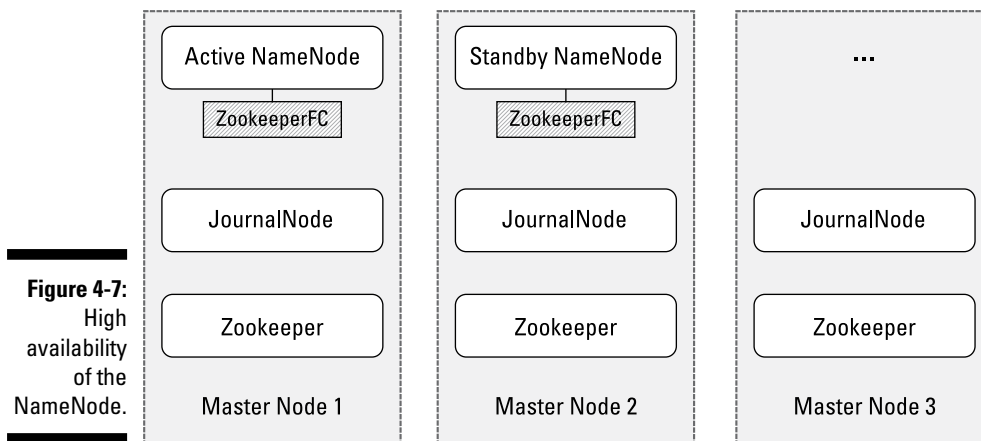 Active NameNode
ZookeeperFC
JournalNode
Zookeeper
Master Node 1
Standby NameNode
ZookeeperFC
JournalNode
Zookeeper
Master Node 2
...
JournalNode
Zookeeper
Master Node 3
Figure 4-7:
High
availability
of the
NameNode.